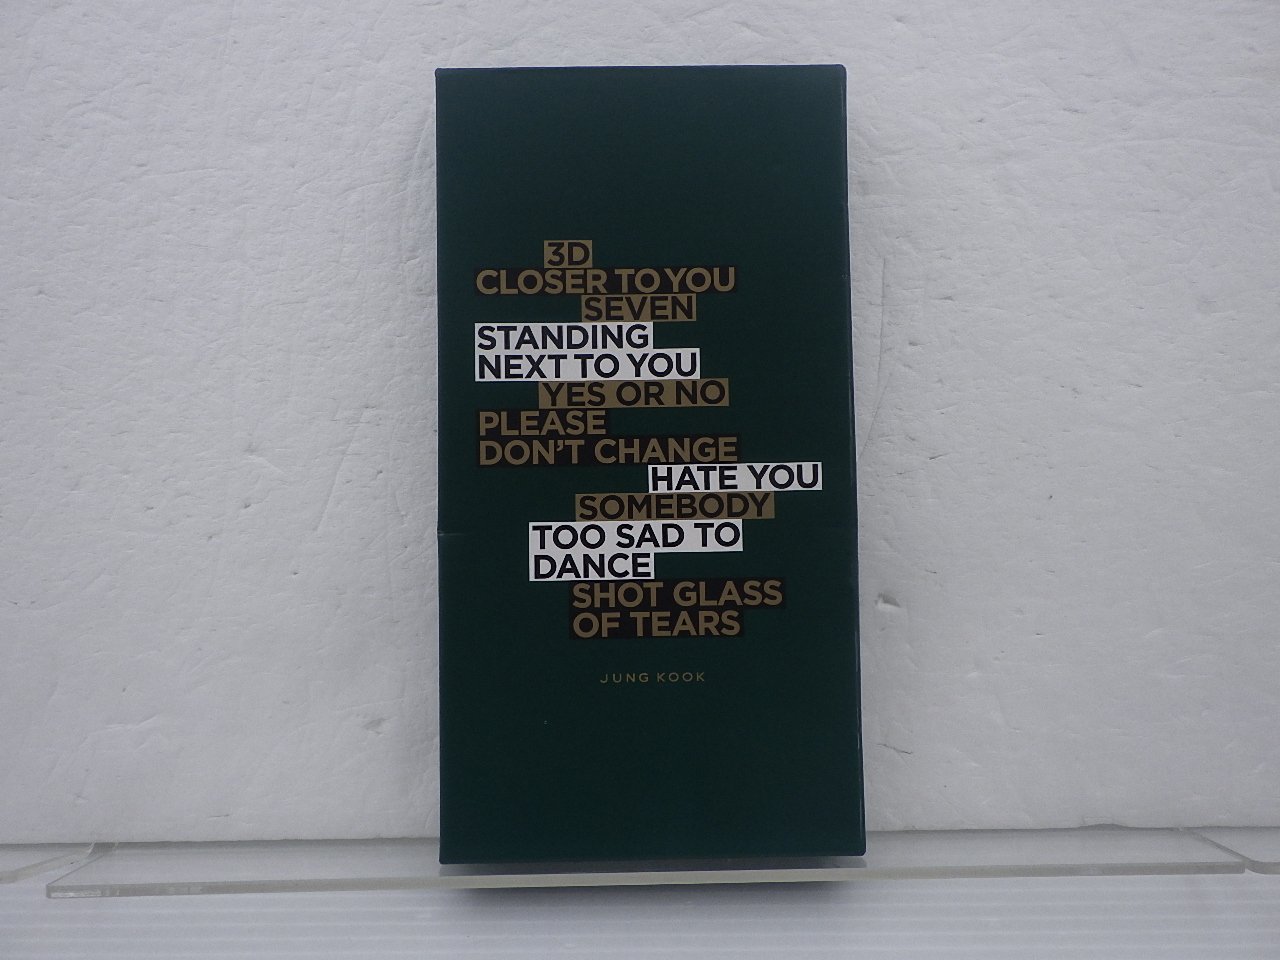 3D
CLOSER TO YOU
SEVEN
STANDING
NEXT TO YOU
YES OR NO
PLEASE
DON'T CHANGE
HATE YOU
SOMEBODY
TOO SAD TO
DANCE
SHOT GLASS
OF TEARS
JUNG KOOK